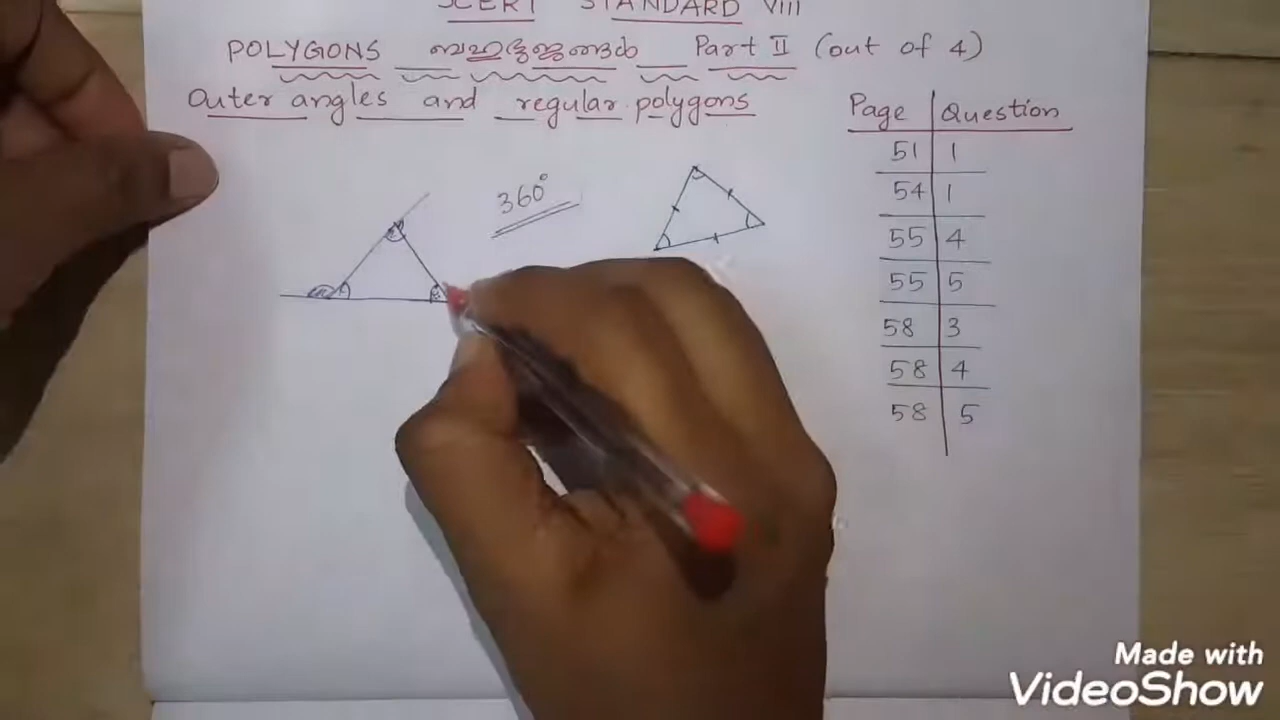 SCERT STANDARD VIII
POLYGONS ബഹുഭുജങ്ങൾ Part II (out of 4)
Outer angles and regular polygons
360°
Page Question
51 1
54 1
55 4
55 5
58 3
58 4
58 5
Made with
VideoShow